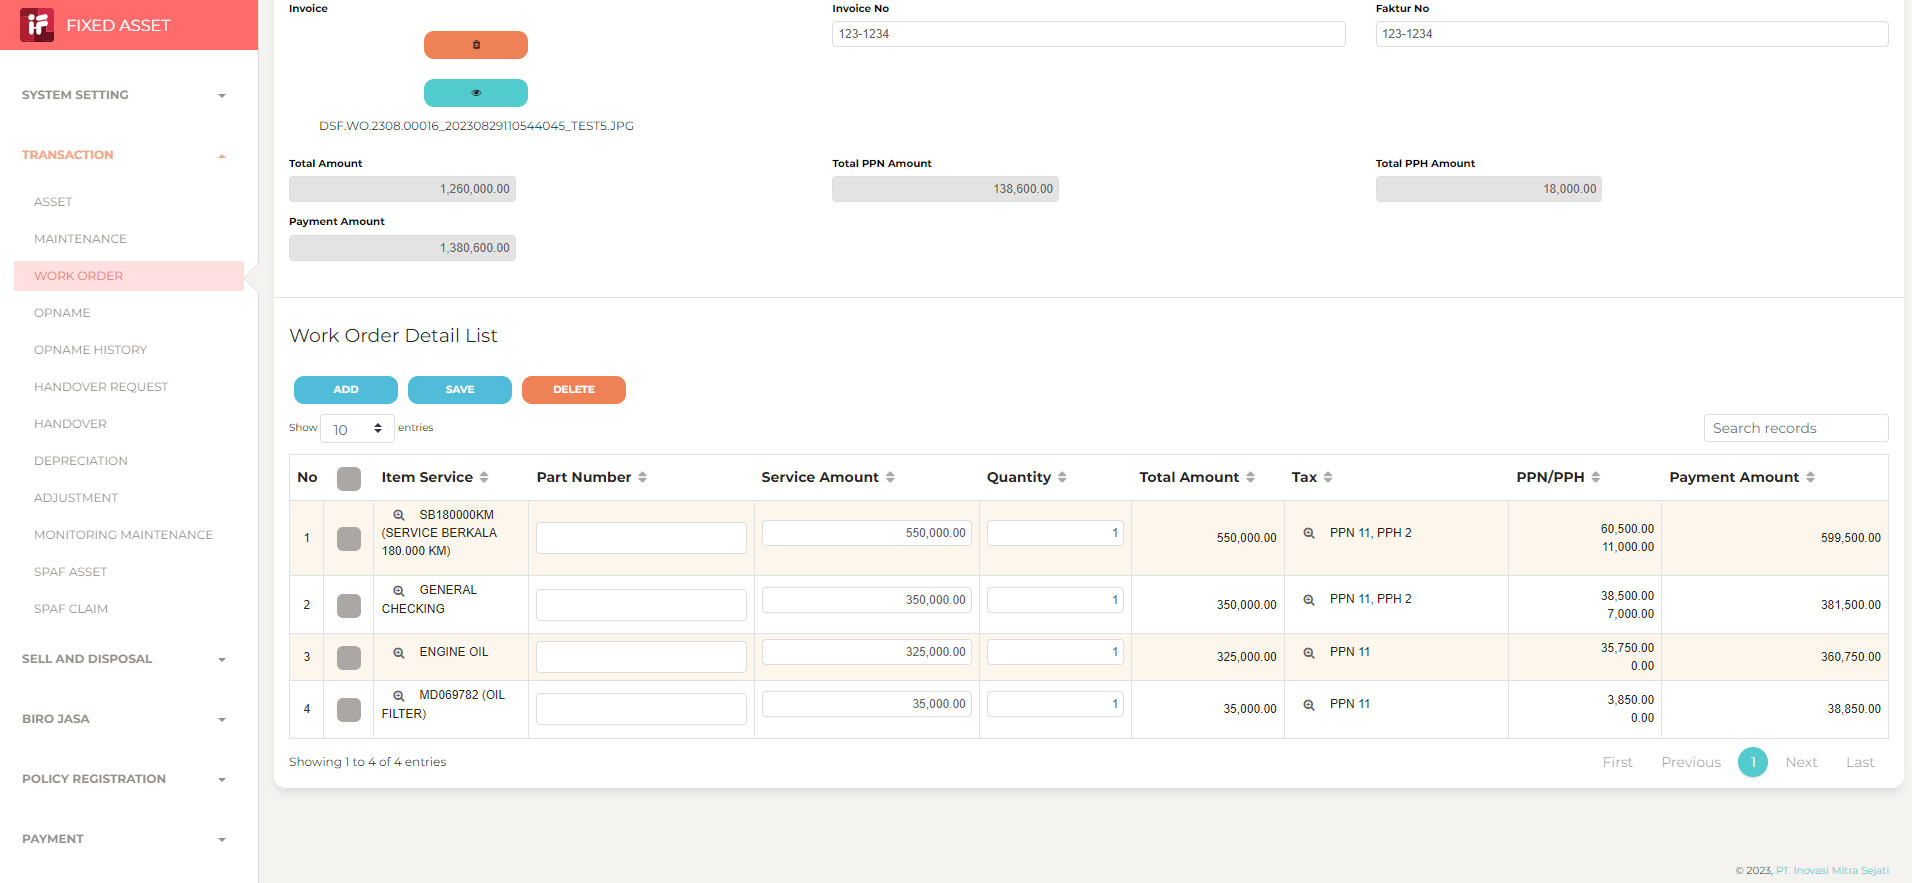 FIXED ASSET
SYSTEM SETTING
TRANSACTION
ASSET
MAINTENANCE
WORK ORDER
OPNAME
OPNAME HISTORY
HANDOVER REQUEST
HANDOVER
DEPRECIATION
ADJUSTMENT
MONITORING MAINTENANCE
SPAF ASSET
SPAF CLAIM
SELL AND DISPOSAL
BIRO JASA
POLICY REGISTRATION
PAYMENT
Invoice
Invoice No
Faktur No
123-1234
123-1234
DSF.WO.2308.00016_20230829110544045_TEST5.JPG
Total Amount
Total PPN Amount
Total PPH Amount
1,260,000.00
138,600.00
18,000.00
Payment Amount
1,380,600.00
Work Order Detail List
ADD SAVE DELETE
Show 10 entries
Search records
No Item Service Part Number Service Amount Quantity Total Amount Tax PPN/PPH Payment Amount
1 SB180000KM (SERVICE BERKALA 180.000 KM) 550,000.00 1 550,000.00 PPN 11, PPH 2 60,500.00 11,000.00 599,500.00
2 GENERAL CHECKING 350,000.00 1 350,000.00 PPN 11, PPH 2 38,500.00 7,000.00 381,500.00
3 ENGINE OIL 325,000.00 1 325,000.00 PPN 11 35,750.00 0.00 360,750.00
4 MD069782 (OIL FILTER) 35,000.00 1 35,000.00 PPN 11 3,850.00 0.00 38,850.00
Showing 1 to 4 of 4 entries
First Previous 1 Next Last
© 2023, PT. Inovasi Mitra Sejati